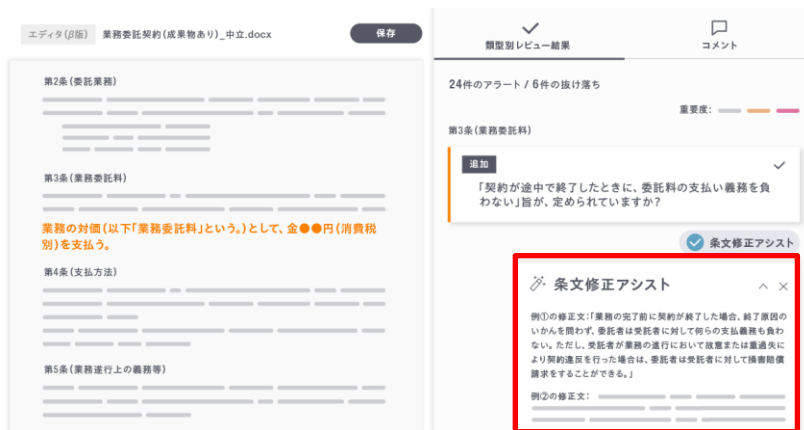 エディタ(β版)
業務委託契約(成果物あり)_中立.docx
保存
第2条(委託業務)
第3条(業務委託料)
業務の対価(以下「業務委託料」という。)として、金●●円(消費税
別)を支払う。
第4条(支払方法)
第5条(業務遂行上の義務等)
類型別レビュー結果
コメント
24件のアラート / 6件の抜け落ち
重要度:
第3条(業務委託料)
追加
「契約が途中で終了したときに、委託料の支払い義務を負
わない」旨が、定められていますか?
条文修正アシスト
条文修正アシスト
例①の修正文:「業務の完了前に契約が終了した場合、終了原因の
いかんを問わず、委託者は受託者に対して何らの支払義務も負わ
ない。ただし、受託者が業務の進行において故意または重過失に
より契約違反を行った場合は、委託者は受託者に対して損害賠償
請求をすることができる。」
例②の修正文: